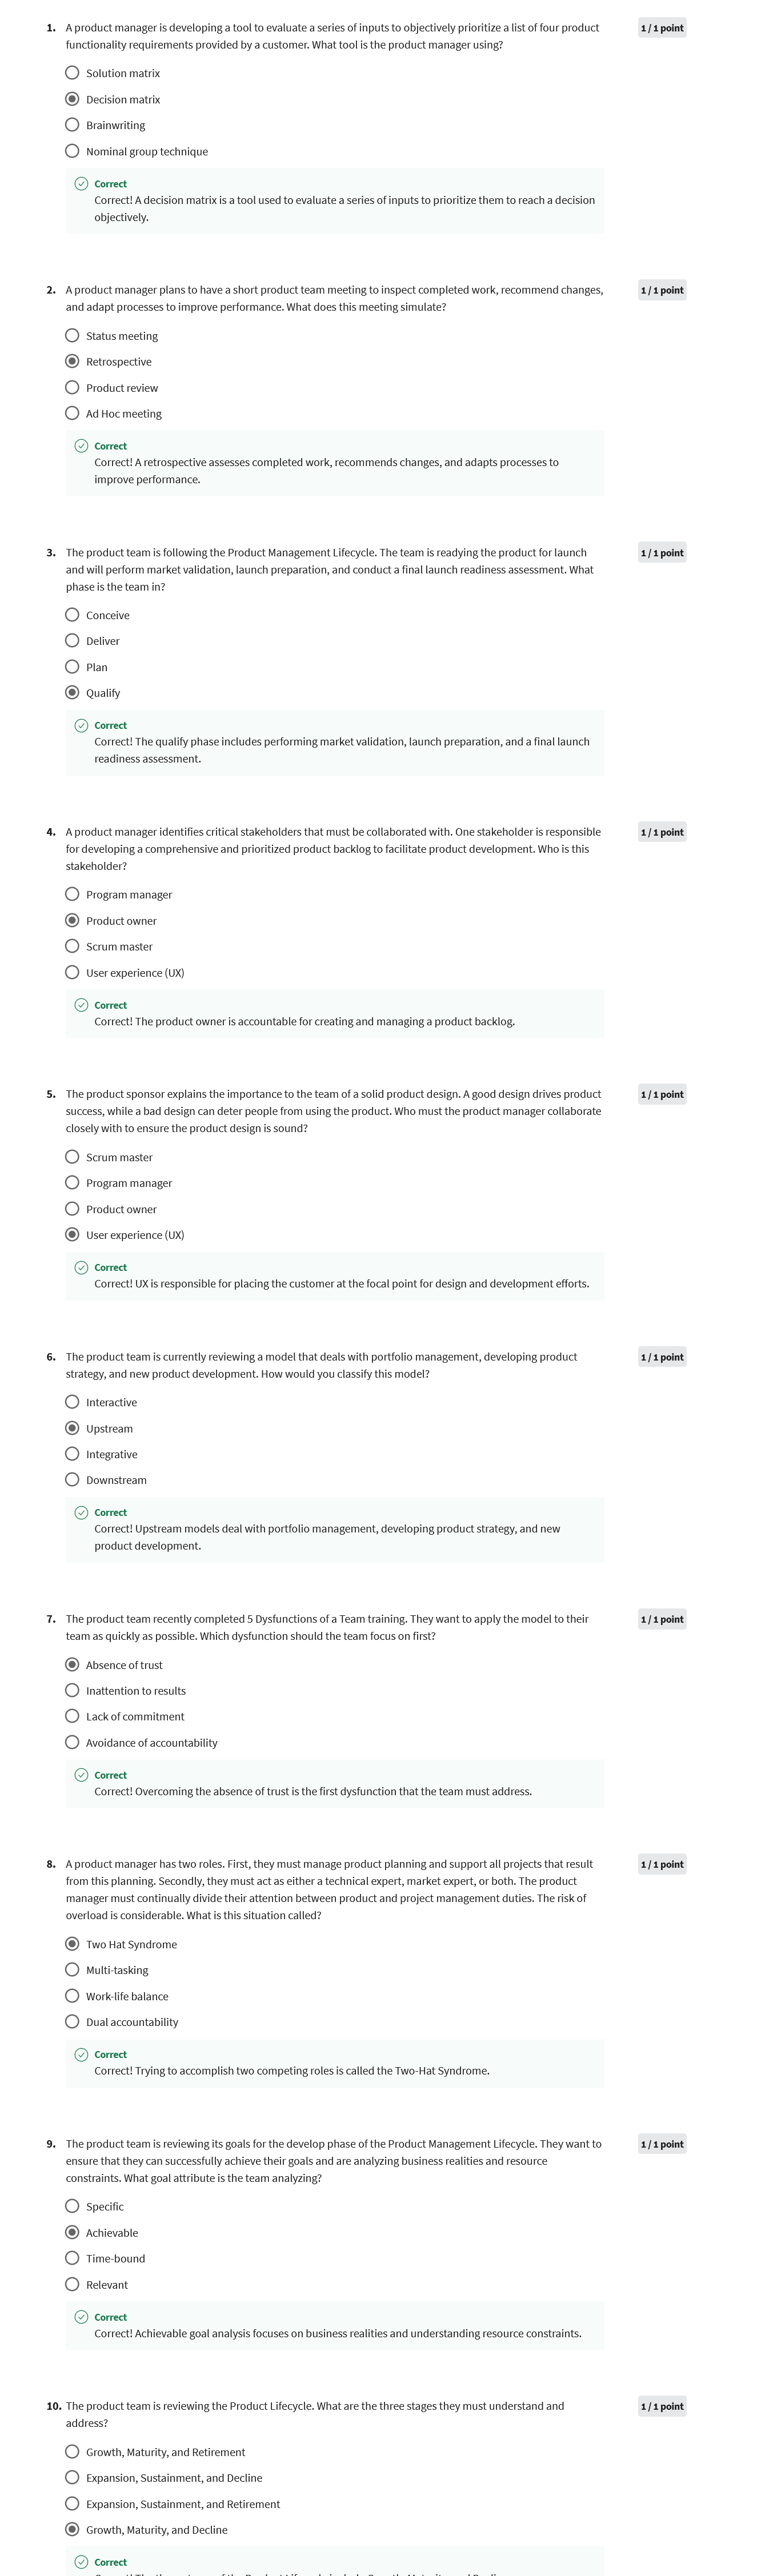 1. A product manager is developing a tool to evaluate a series of inputs to objectively prioritize a list of four product
functionality requirements provided by a customer. What tool is the product manager using?
1 / 1 point
Solution matrix
Decision matrix
Brainwriting
Nominal group technique
Correct
Correct! A decision matrix is a tool used to evaluate a series of inputs to prioritize them to reach a decision
objectively.
2. A product manager plans to have a short product team meeting to inspect completed work, recommend changes,
and adapt processes to improve performance. What does this meeting simulate?
1 / 1 point
Status meeting
Retrospective
Product review
Ad Hoc meeting
Correct
Correct! A retrospective assesses completed work, recommends changes, and adapts processes to
improve performance.
3. The product team is following the Product Management Lifecycle. The team is readying the product for launch
and will perform market validation, launch preparation, and conduct a final launch readiness assessment. What
phase is the team in?
1 / 1 point
Conceive
Deliver
Plan
Qualify
Correct
Correct! The qualify phase includes performing market validation, launch preparation, and a final launch
readiness assessment.
4. A product manager identifies critical stakeholders that must be collaborated with. One stakeholder is responsible
for developing a comprehensive and prioritized product backlog to facilitate product development. Who is this
stakeholder?
1 / 1 point
Program manager
Product owner
Scrum master
User experience (UX)
Correct
Correct! The product owner is accountable for creating and managing a product backlog.
5. The product sponsor explains the importance to the team of a solid product design. A good design drives product
success, while a bad design can deter people from using the product. Who must the product manager collaborate
closely with to ensure the product design is sound?
1 / 1 point
Scrum master
Program manager
Product owner
User experience (UX)
Correct
Correct! UX is responsible for placing the customer at the focal point for design and development efforts.
6. The product team is currently reviewing a model that deals with portfolio management, developing product
strategy, and new product development. How would you classify this model?
1 / 1 point
Interactive
Upstream
Integrative
Downstream
Correct
Correct! Upstream models deal with portfolio management, developing product strategy, and new
product development.
7. The product team recently completed 5 Dysfunctions of a Team training. They want to apply the model to their
team as quickly as possible. Which dysfunction should the team focus on first?
1 / 1 point
Absence of trust
Inattention to results
Lack of commitment
Avoidance of accountability
Correct
Correct! Overcoming the absence of trust is the first dysfunction that the team must address.
8. A product manager has two roles. First, they must manage product planning and support all projects that result
from this planning. Secondly, they must act as either a technical expert, market expert, or both. The product
manager must continually divide their attention between product and project management duties. The risk of
overload is considerable. What is this situation called?
1 / 1 point
Two Hat Syndrome
Multi-tasking
Work-life balance
Dual accountability
Correct
Correct! Trying to accomplish two competing roles is called the Two-Hat Syndrome.
9. The product team is reviewing its goals for the develop phase of the Product Management Lifecycle. They want to
ensure that they can successfully achieve their goals and are analyzing business realities and resource
constraints. What goal attribute is the team analyzing?
1 / 1 point
Specific
Achievable
Time-bound
Relevant
Correct
Correct! Achievable goal analysis focuses on business realities and understanding resource constraints.
10. The product team is reviewing the Product Lifecycle. What are the three stages they must understand and
address?
1 / 1 point
Growth, Maturity, and Retirement
Expansion, Sustainment, and Decline
Expansion, Sustainment, and Retirement
Growth, Maturity, and Decline
Correct